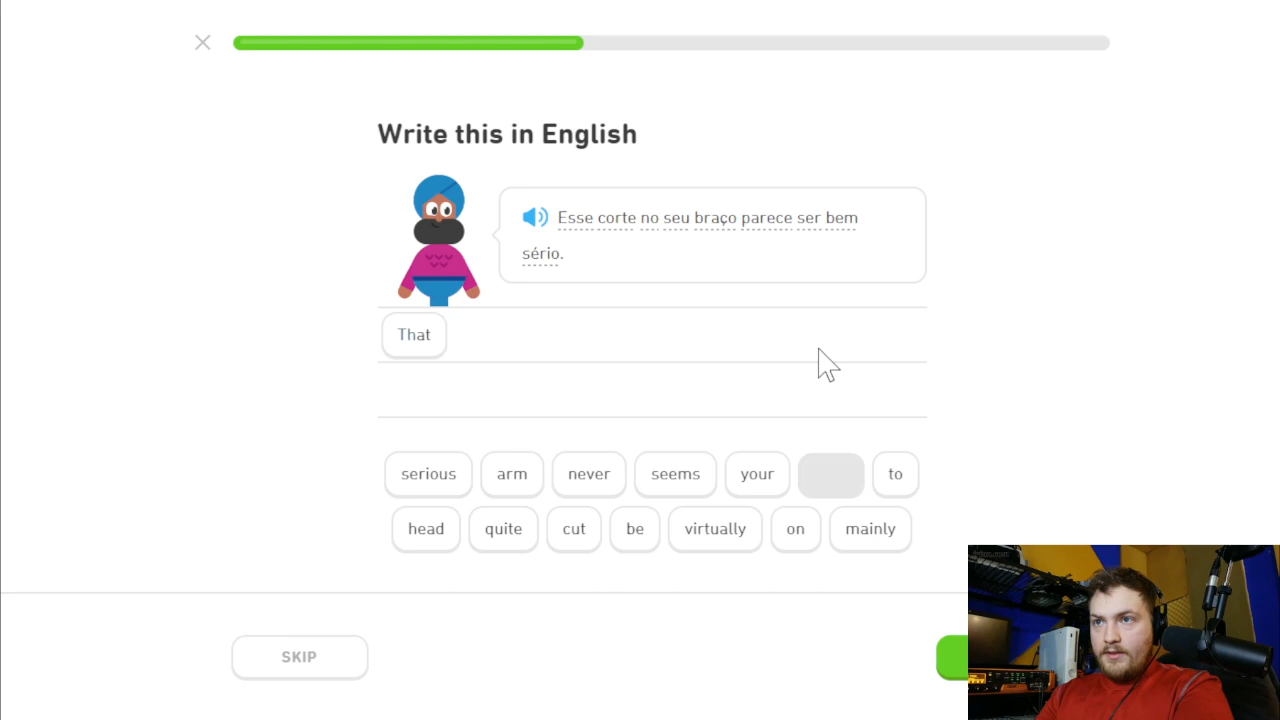 Write this in English
Esse corte no seu braço parece ser bem
sério.
That
serious arm never seems your to
head quite cut be virtually on mainly
SKIP